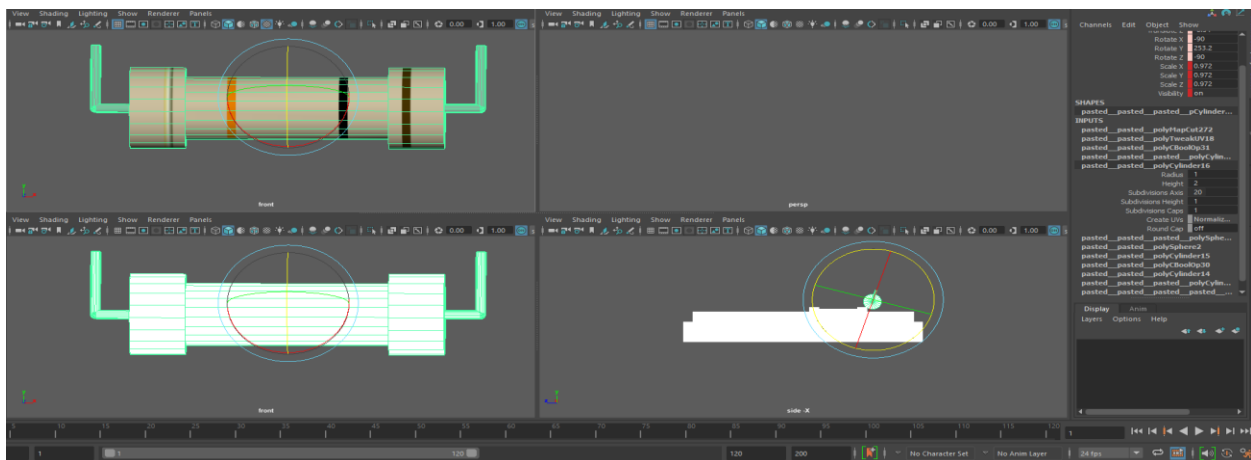 View Shading Lighting Show Renderer Panels
0.00 1.00
front
View Shading Lighting Show Renderer Panels
0.00 1.00
persp
View Shading Lighting Show Renderer Panels
0.00 1.00
front
View Shading Lighting Show Renderer Panels
0.00 1.00
side -X
Channels Edit Object Show
Rotate X -90
Rotate Y 253.2
Rotate Z -90
Scale X 0.972
Scale Y 0.972
Scale Z 0.972
Visibility on
SHAPES
pasted__pasted__pasted__pCylinder...
INPUTS
pasted__pasted__polyMapCut272
pasted__pasted__polyTweakUV18
pasted__pasted__polyCBoolOp31
pasted__pasted__pasted__polyCylin...
pasted__pasted__polyCylinder16
Radius 1
Height 2
Subdivisions Axis 20
Subdivisions Height 1
Subdivisions Caps 1
Create UVs Normaliz...
Round Cap off
pasted__pasted__pasted__polySphe...
pasted__pasted__polySphere2
pasted__pasted__polyCylinder15
pasted__pasted__polyCBoolOp30
pasted__pasted__polyCylinder14
pasted__pasted__pasted__polyCylin...
pasted__pasted__pasted__pasted__...
Display Anim
Layers Options Help
5 10 15 20 25 30 35 40 45 50 55 60 65 70 75 80 85 90 95 100 105 110 115 120 1
1 1 120 120 200 No Character Set No Anim Layer 24 fps